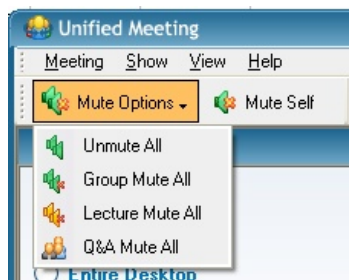 Unified Meeting
Meeting Show View Help
Mute Options Mute Self
Unmute All
Group Mute All
Lecture Mute All
Q&A Mute All
Entire Desktop